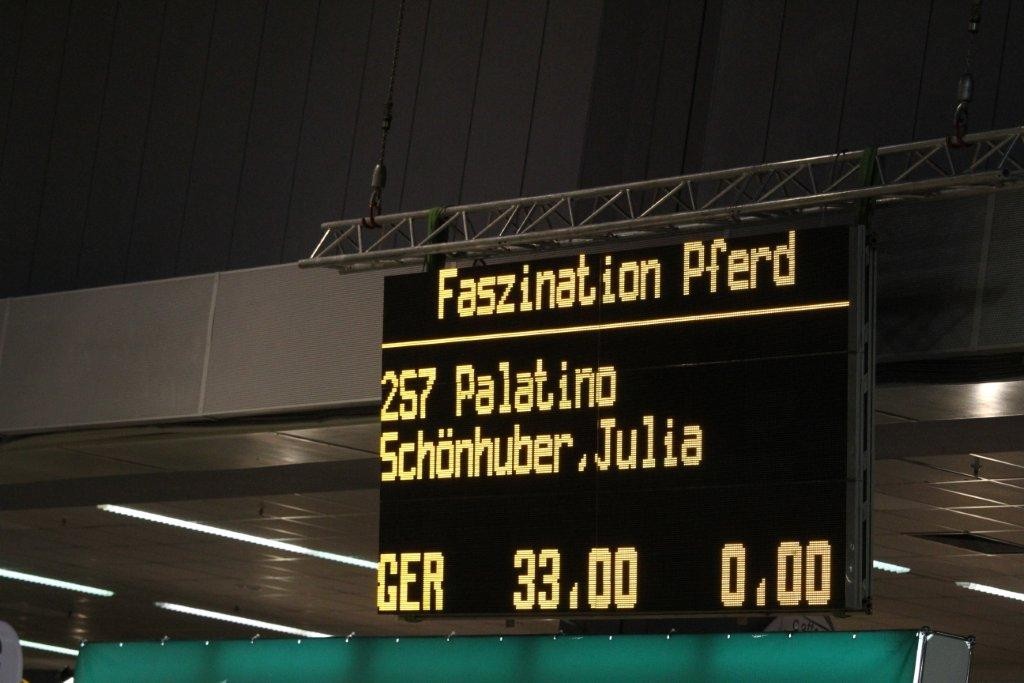 Faszination Pferd
257 Palatino
Schönhuber,Julia
GER 33,00 0,00